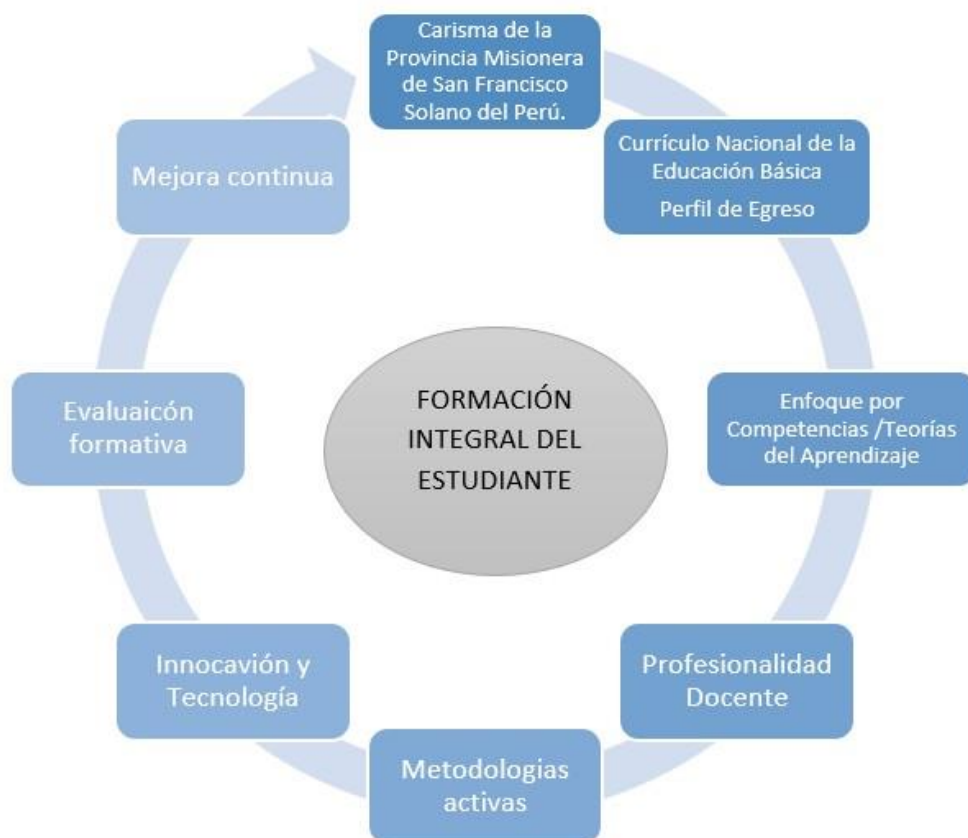 Carisma de la
Provincia Misionera
de San Francisco
Solano del Perú.
Currículo Nacional de la
Educación Básica
Perfil de Egreso
Enfoque por
Competencias /Teorías
del Aprendizaje
Profesionalidad
Docente
Metodologias
activas
Innocavión y
Tecnología
Evaluaicón
formativa
Mejora continua
FORMACIÓN
INTEGRAL DEL
ESTUDIANTE